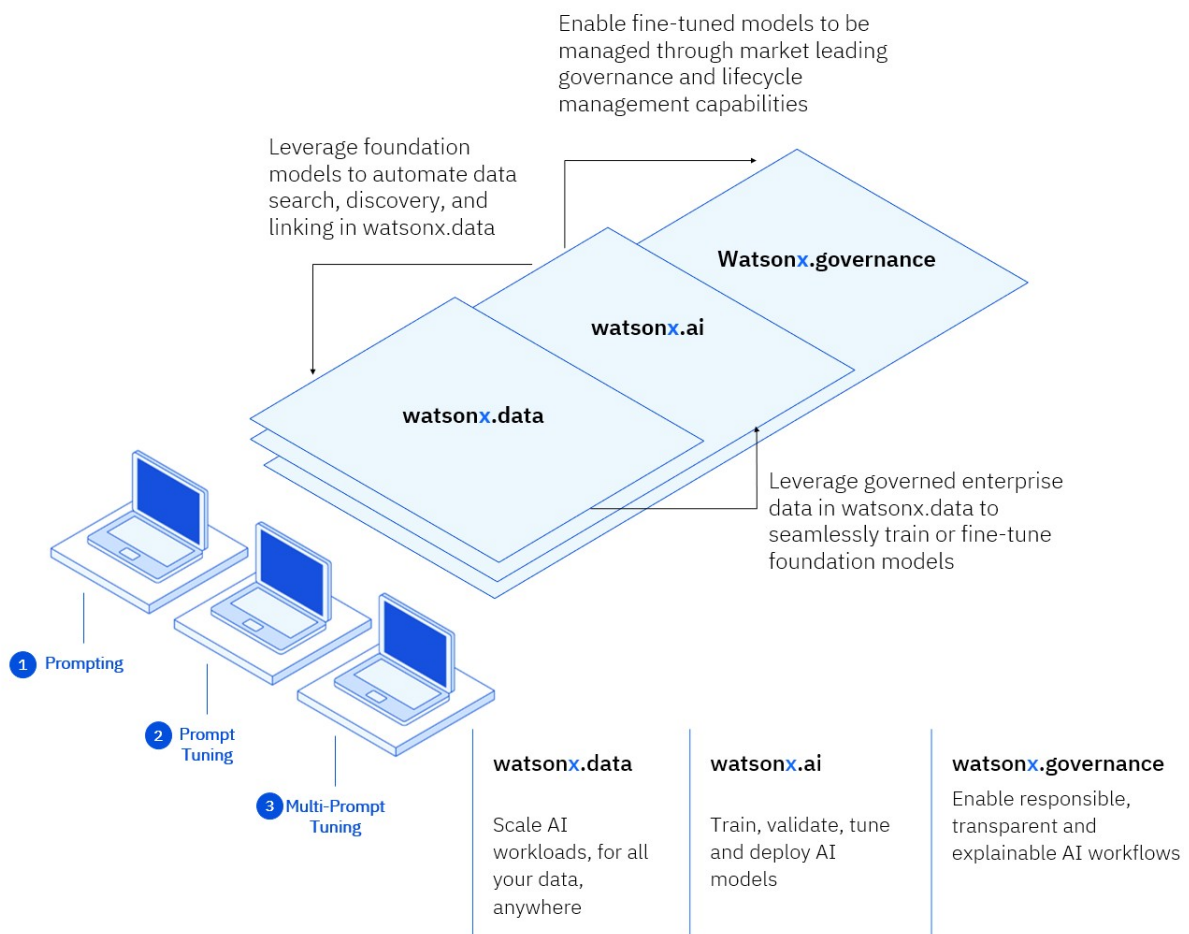 Enable fine-tuned models to be
managed through market leading
governance and lifecycle
management capabilities
Leverage foundation
models to automate data
search, discovery, and
linking in watsonx.data
Watsonx.governance
watsonx.ai
watsonx.data
Leverage governed enterprise
data in watsonx.data to
seamlessly train or fine-tune
foundation models
1 Prompting
2 Prompt
Tuning
3 Multi-Prompt
Tuning
watsonx.data
Scale AI
workloads, for all
your data,
anywhere
watsonx.ai
Train, validate, tune
and deploy AI
models
watsonx.governance
Enable responsible,
transparent and
explainable AI workflows